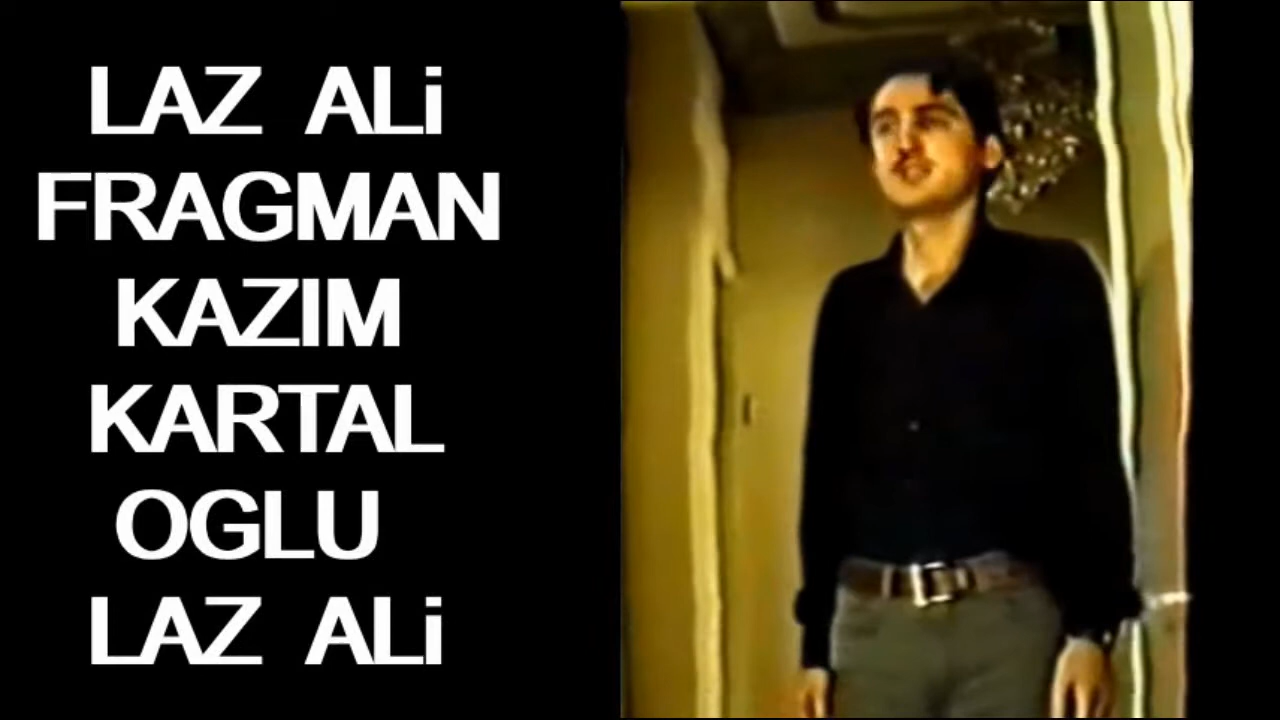 LAZ ALi
FRAGMAN
KAZIM
KARTAL
OGLU
LAZ ALi